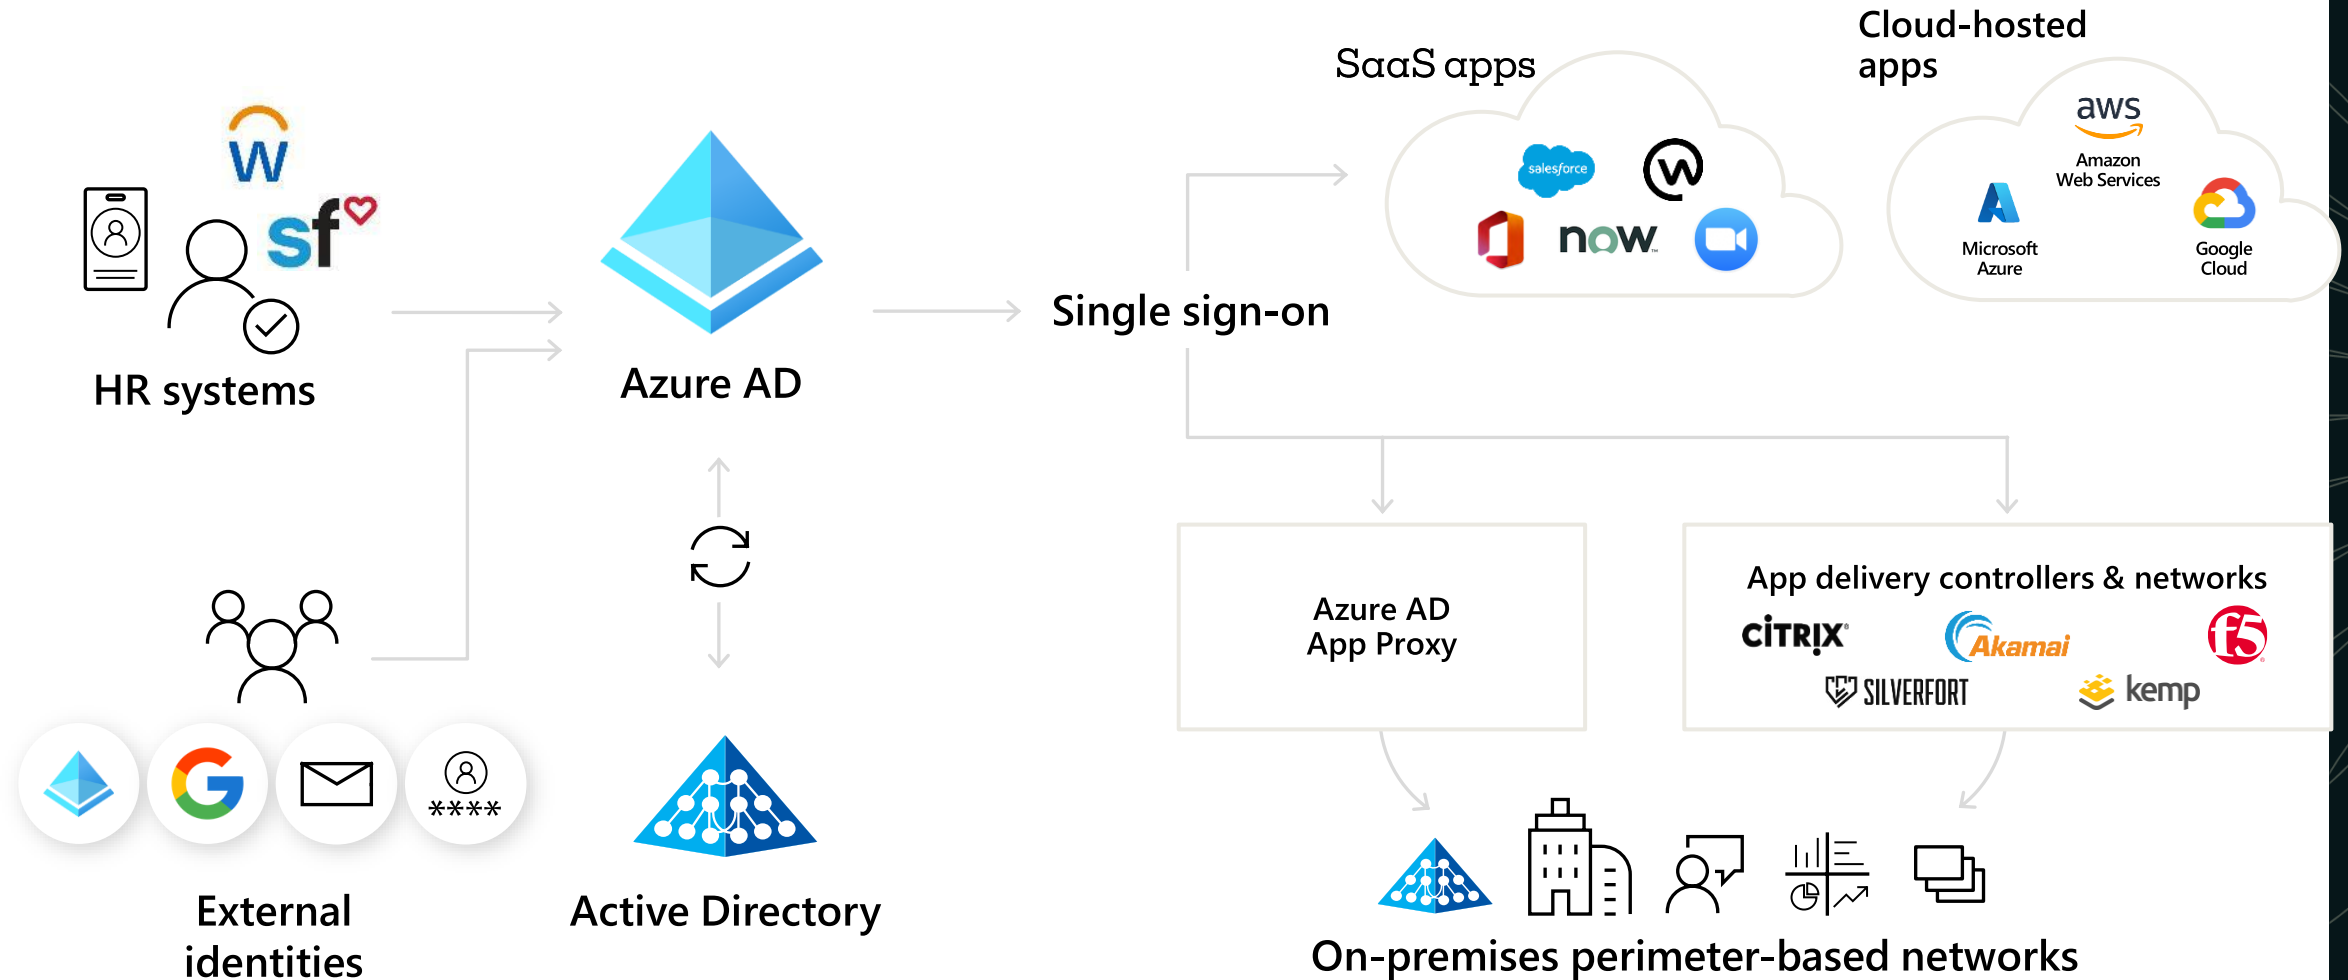 SaaS apps
Cloud-hosted
apps
W
sf
salesforce
W
now
aws
Amazon
Web Services
Microsoft
Azure
Google
Cloud
HR systems
Azure AD
Single sign-on
G
****
External
identities
Active Directory
Azure AD
App Proxy
App delivery controllers & networks
CİTRIX
Akamai
f5
SILVERFORT
kemp
On-premises perimeter-based networks